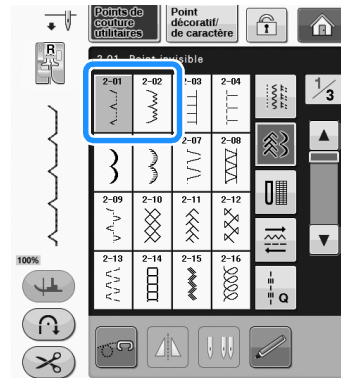 Points de couture utilitaires
Point décoratif/ de caractère
R
2-01 Point invisible
1/3
2-01 2-02 2-03 2-04
2-07 2-08
2-09 2-10 2-11 2-12
2-13 2-14 2-15 2-16
100%
Q